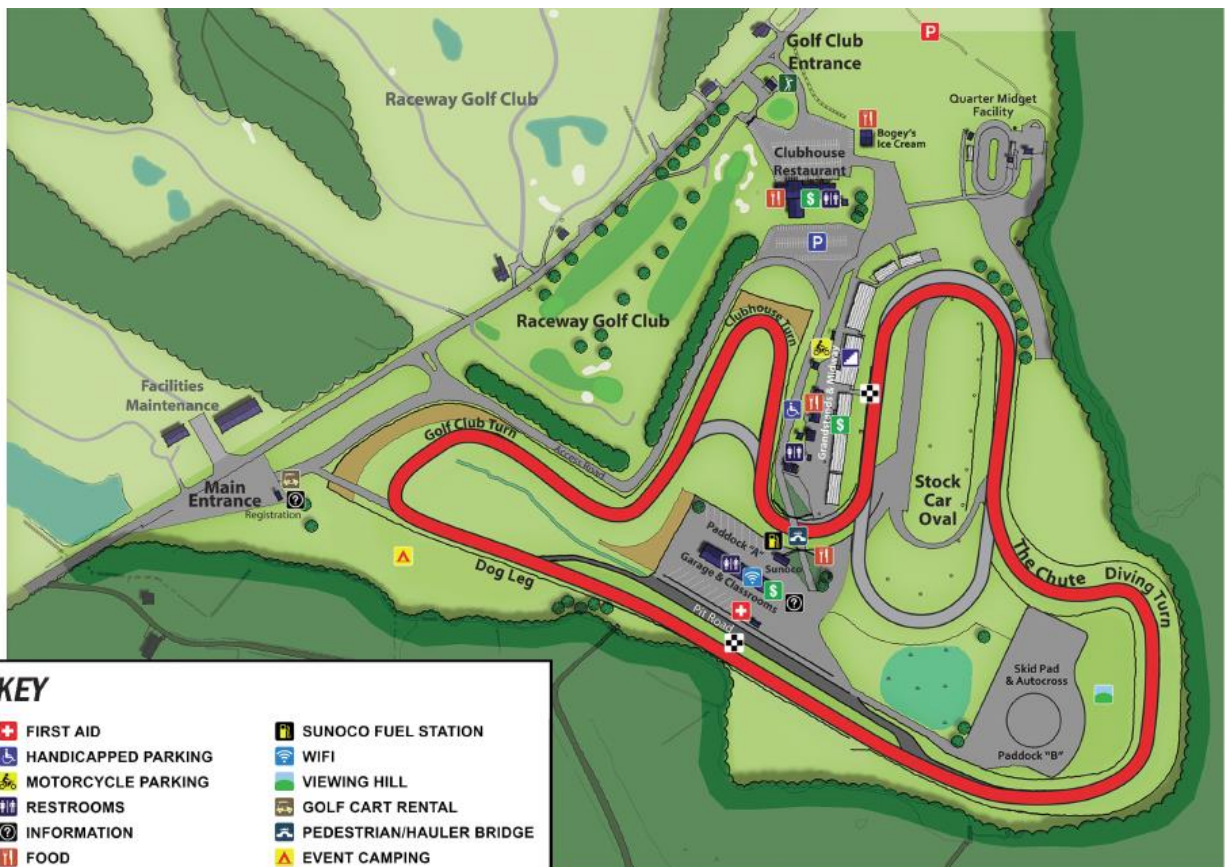 Golf Club
Entrance
P
Raceway Golf Club
Quarter Midget
Facility
Bogey's
Ice Cream
Clubhouse
Restaurant
$
P
Raceway Golf Club
Clubhouse Turn
Grandstands & Midway
$
Facilities
Maintenance
Golf Club Turn
Access Road
Main
Entrance
?
Registration
Stock
Car
Oval
Paddock "A"
Sunoco
Garage & Classrooms
$
?
Dog Leg
Pit Road
The Chute
Diving Turn
Skid Pad
& Autocross
Paddock "B"
KEY
FIRST AID
HANDICAPPED PARKING
MOTORCYCLE PARKING
RESTROOMS
? INFORMATION
FOOD
SUNOCO FUEL STATION
WIFI
VIEWING HILL
GOLF CART RENTAL
PEDESTRIAN/HAULER BRIDGE
EVENT CAMPING